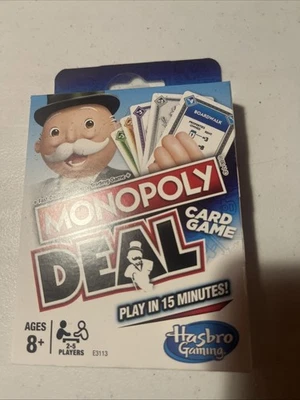 BOARDWALK
MONOPOLY
DEAL
CARD
GAME
PLAY IN 15 MINUTES!
AGES
8+
2-5
PLAYERS
E3113
Hasbro
Gaming